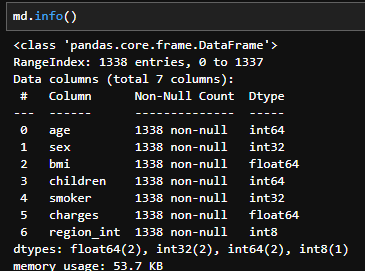 md.info()
<class 'pandas.core.frame.DataFrame'>
RangeIndex: 1338 entries, 0 to 1337
Data columns (total 7 columns):
 #   Column      Non-Null Count  Dtype
---  ------      --------------  -----
 0   age         1338 non-null   int64
 1   sex         1338 non-null   int32
 2   bmi         1338 non-null   float64
 3   children    1338 non-null   int64
 4   smoker      1338 non-null   int32
 5   charges     1338 non-null   float64
 6   region_int  1338 non-null   int8
dtypes: float64(2), int32(2), int64(2), int8(1)
memory usage: 53.7 KB